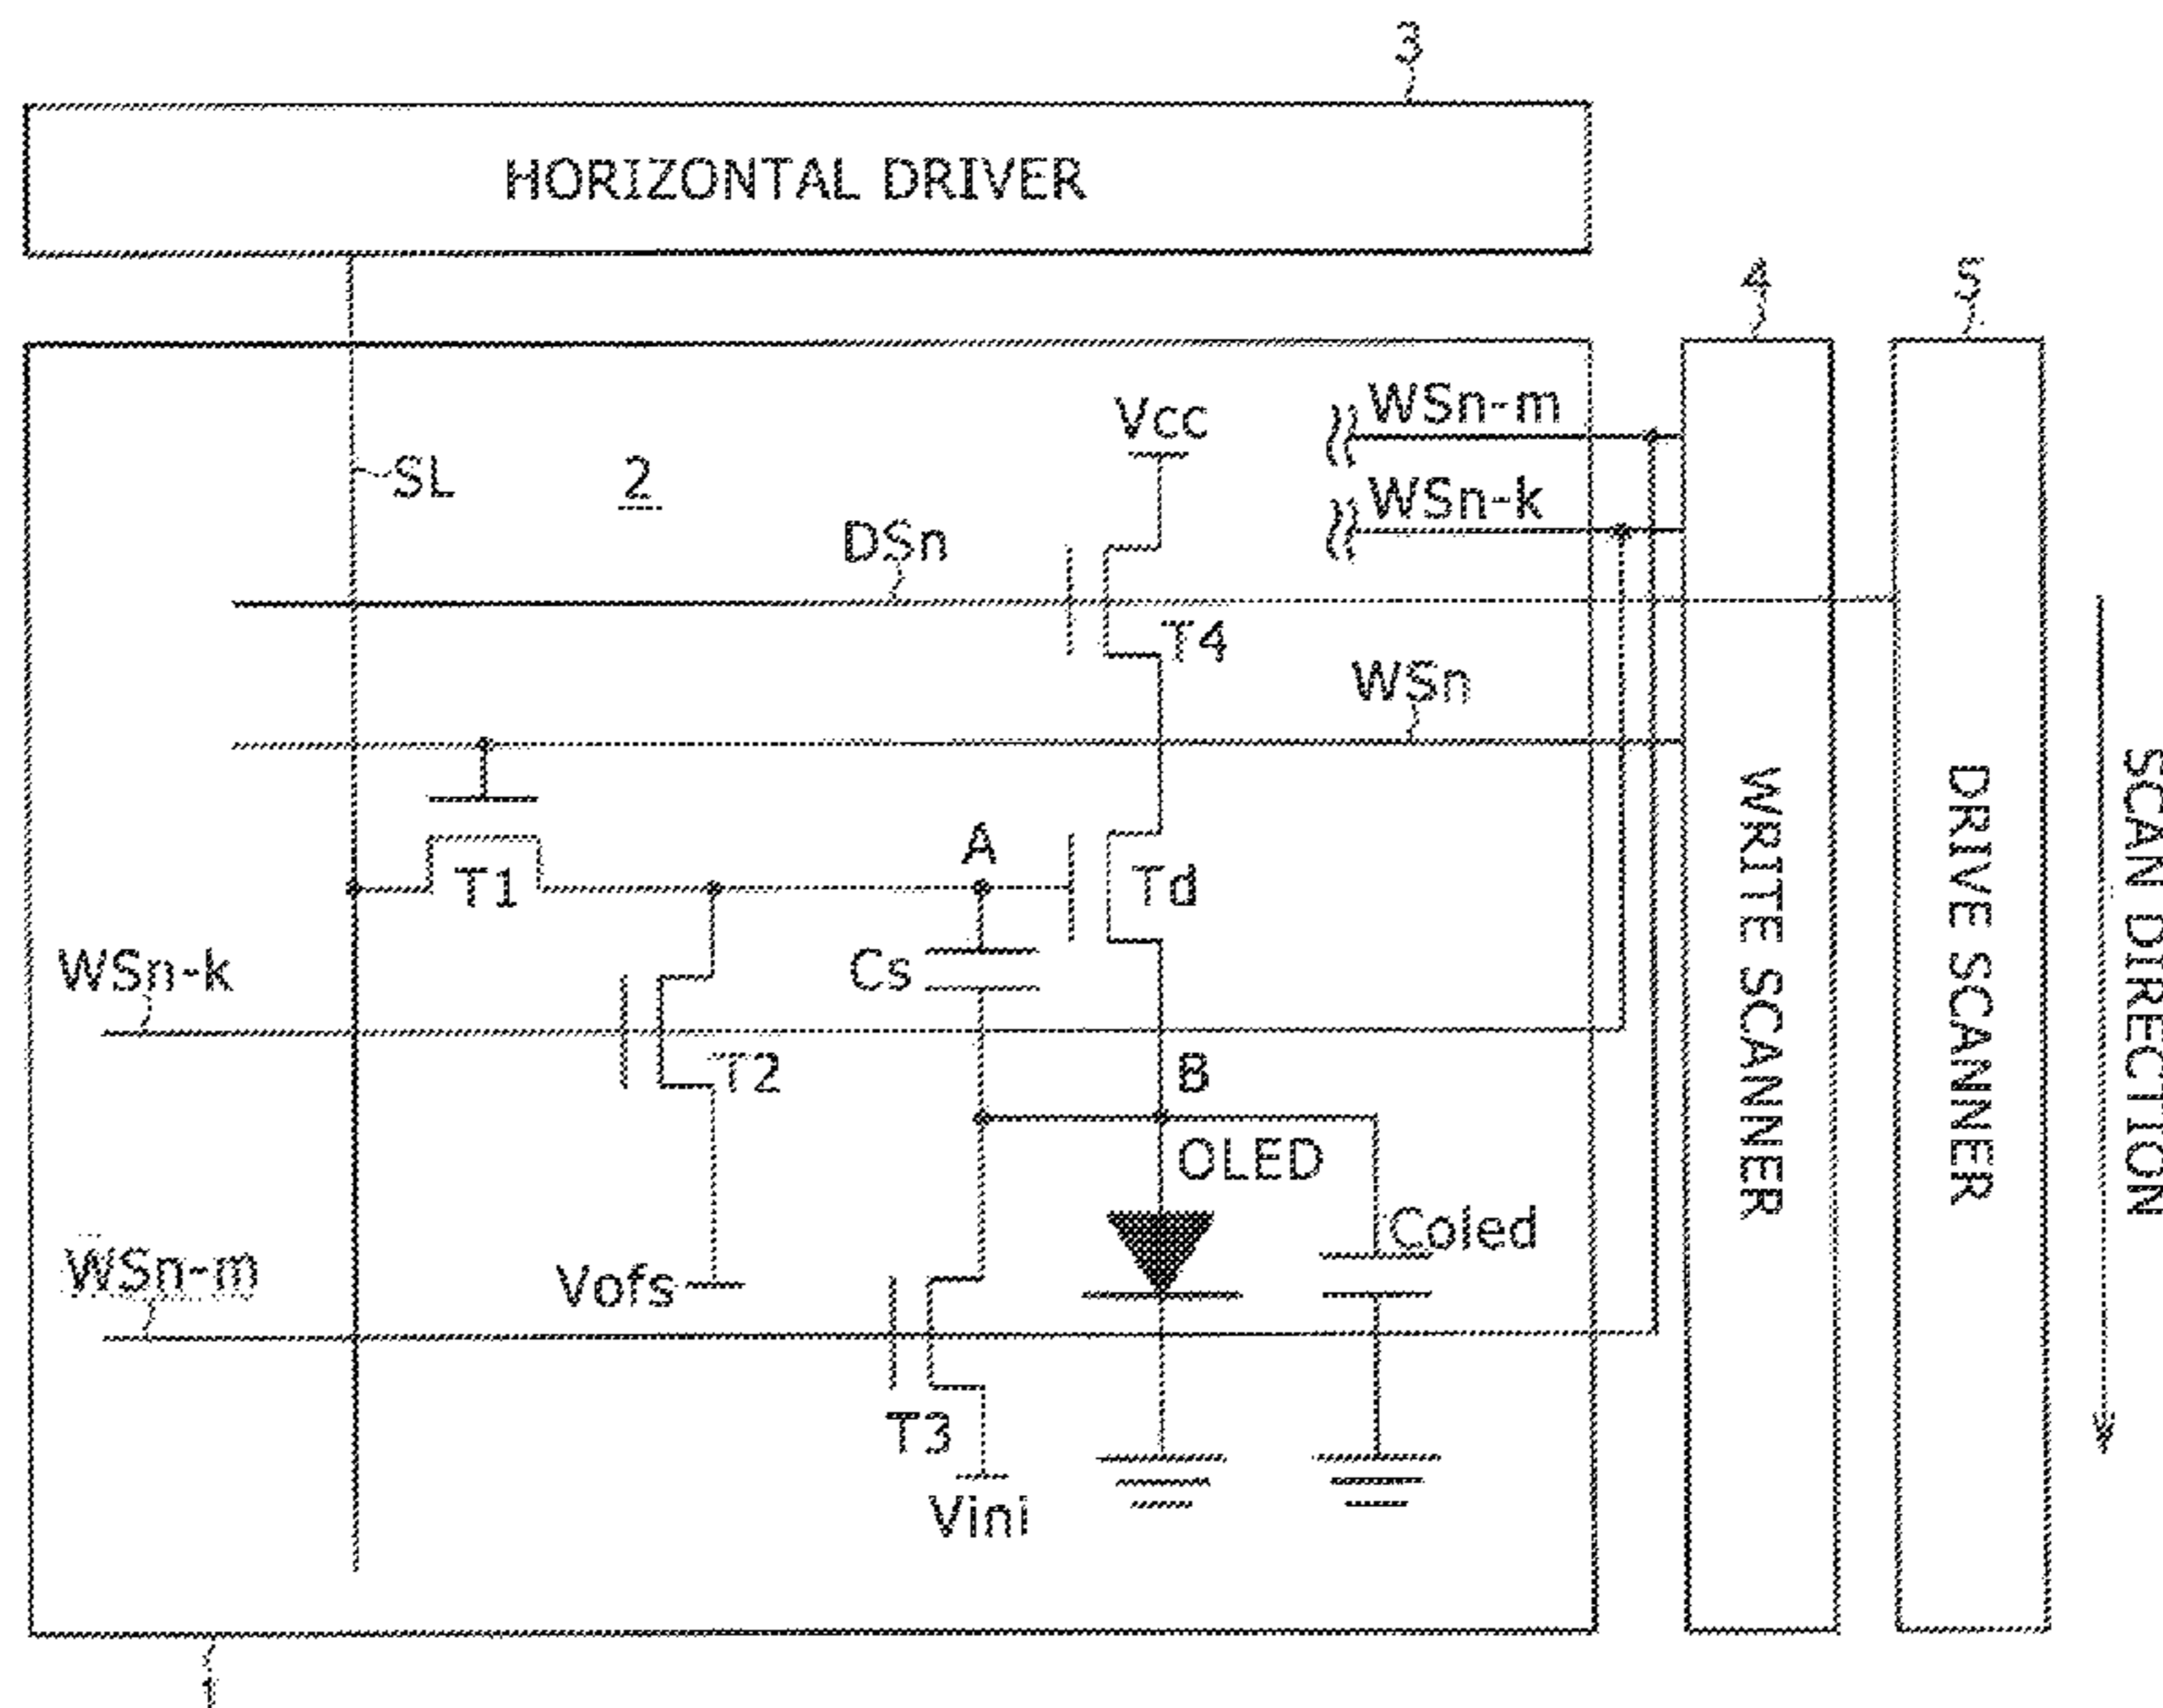 3
HORIZONTAL DRIVER
4
5
WSn-m
Vcc
SL
2
WSn-k
DSn
T4
WSn
A
T1
Td
WSn-k
Cs
T2
B
OLED
Coled
WSn-m
Vofs
T3
Vini
WRITE SCANNER
DRIVE SCANNER
SCAN DIRECTION
1